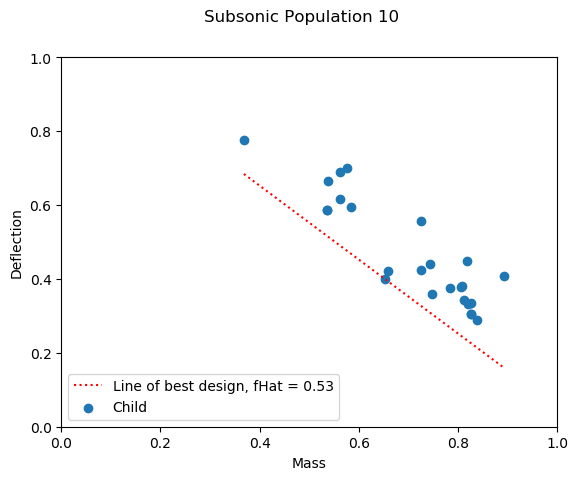 Subsonic Population 10
1.0
0.8
0.6
0.4
0.2
0.0
Deflection
Line of best design, fHat = 0.53
Child
0.0 0.2 0.4 0.6 0.8 1.0
Mass